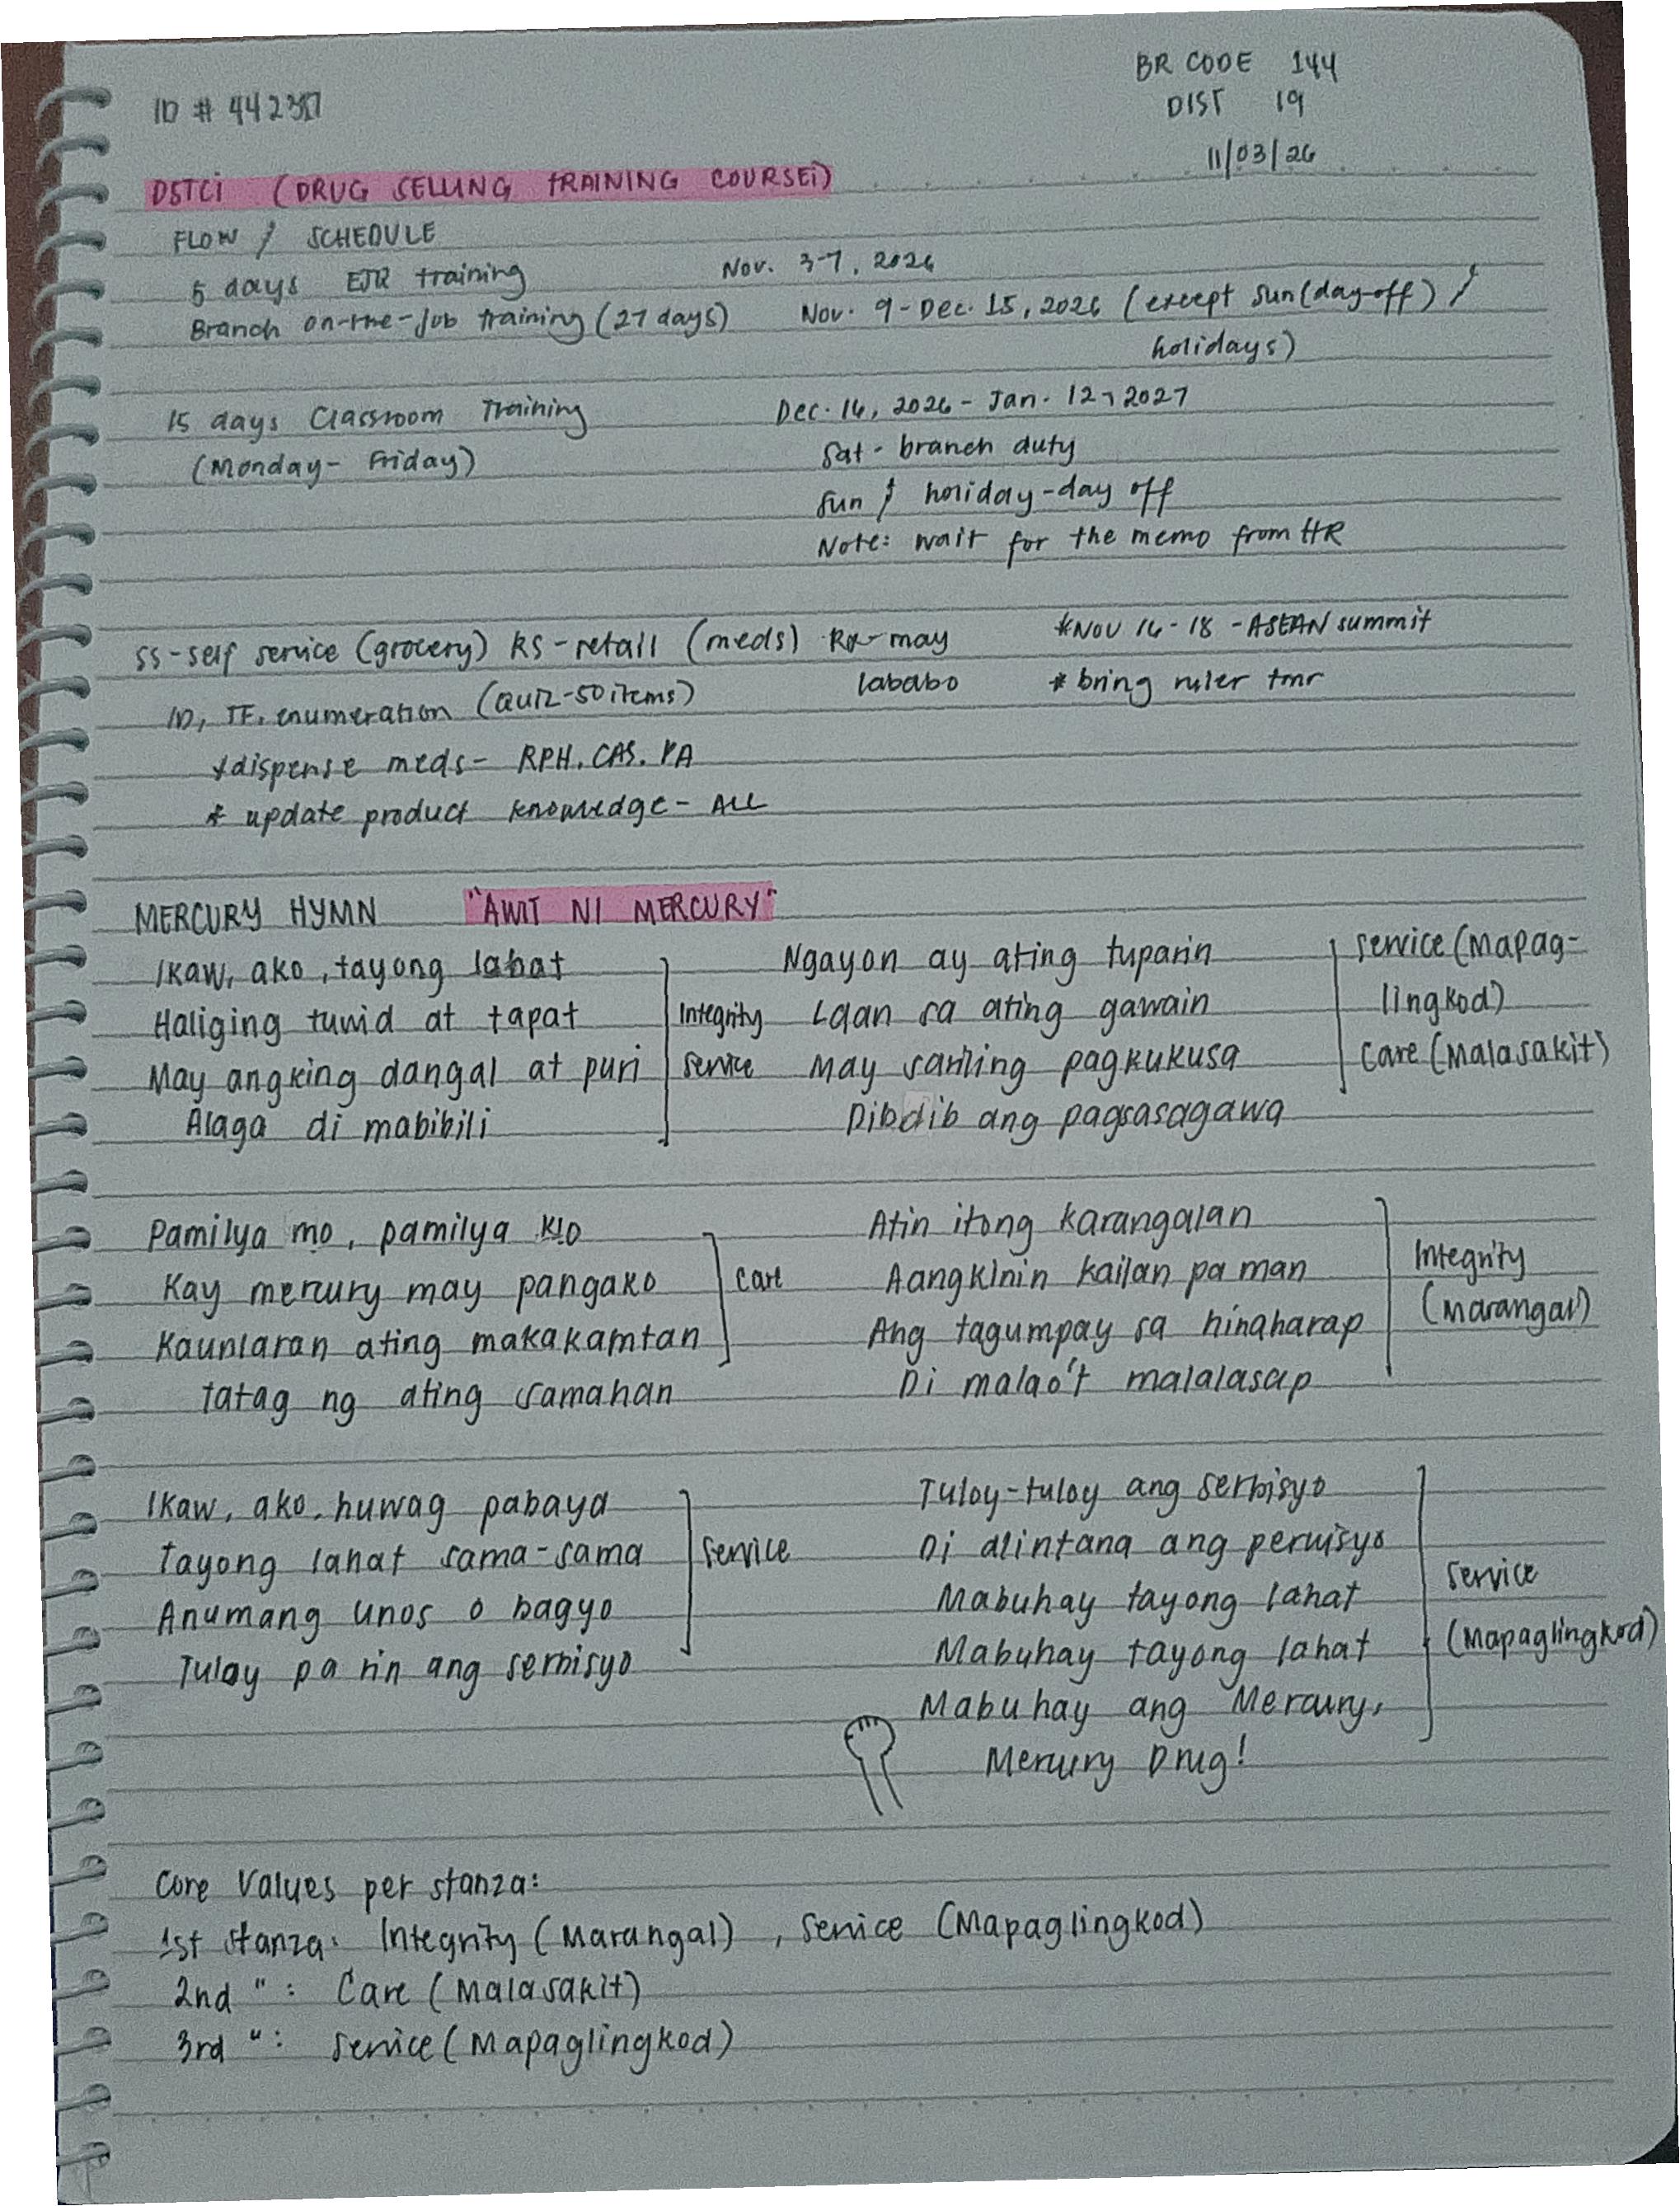 BR CODE 144
ID #
DIST 19
11/03/26
DSTCi (DRUG SELLING TRAINING COURSEi)
FLOW / SCHEDULE
5 days EJR training Nov. 3-7, 2026
Branch on-the-job training (27 days) Nov. 9 - Dec. 15, 2026 (except Sun (day-off) /
holidays)
15 days Classroom Training Dec. 16, 2026 - Jan. 12, 2027
(Monday - Friday) Sat - branch duty
Sun / holiday - day off
Note: wait for the memo from HR
SS - self service (grocery) RS - retail (meds) Rx - may *Nov 16 - 18 - ASEAN summit
lababo * bring ruler tmr
ID, TF, enumeration (Quiz - 50 items)
*dispense meds - RPH, CAS, PA
* update product knowledge - ALL
MERCURY HYMN "AWIT NI MERCURY"
Ikaw, ako, tayong lahat
Haliging tuwid at tapat Integrity
May angking dangal at puri service
Alaga di mabibili
Ngayon ay ating tuparin service (Mapag-
Laan sa ating gawain lingkod)
May sariling pagkukusa care (Malasakit)
Dibdib ang pagsasagawa
Pamilya mo, pamilya ko
Kay mercury may pangako care
Kaunlaran ating makakamtan
Tatag ng ating samahan
Atin itong karangalan
Aangkinin kailan pa man Integrity
Ang tagumpay sa hinaharap (Marangal)
Di malao't malalasap
Ikaw, ako, huwag pabaya
Tayong lahat sama-sama service
Anumang unos o bagyo
Tuloy pa rin ang serbisyo
Tuloy-tuloy ang serbisyo
Di alintana ang perwisyo
Mabuhay tayong lahat service
Mabuhay tayong lahat (Mapaglingkod)
Mabuhay ang Mercury,
Mercury Drug!
Core Values per stanza:
1st stanza: Integrity (Marangal), Service (Mapaglingkod)
2nd " : Care (Malasakit)
3rd " : Service (Mapaglingkod)